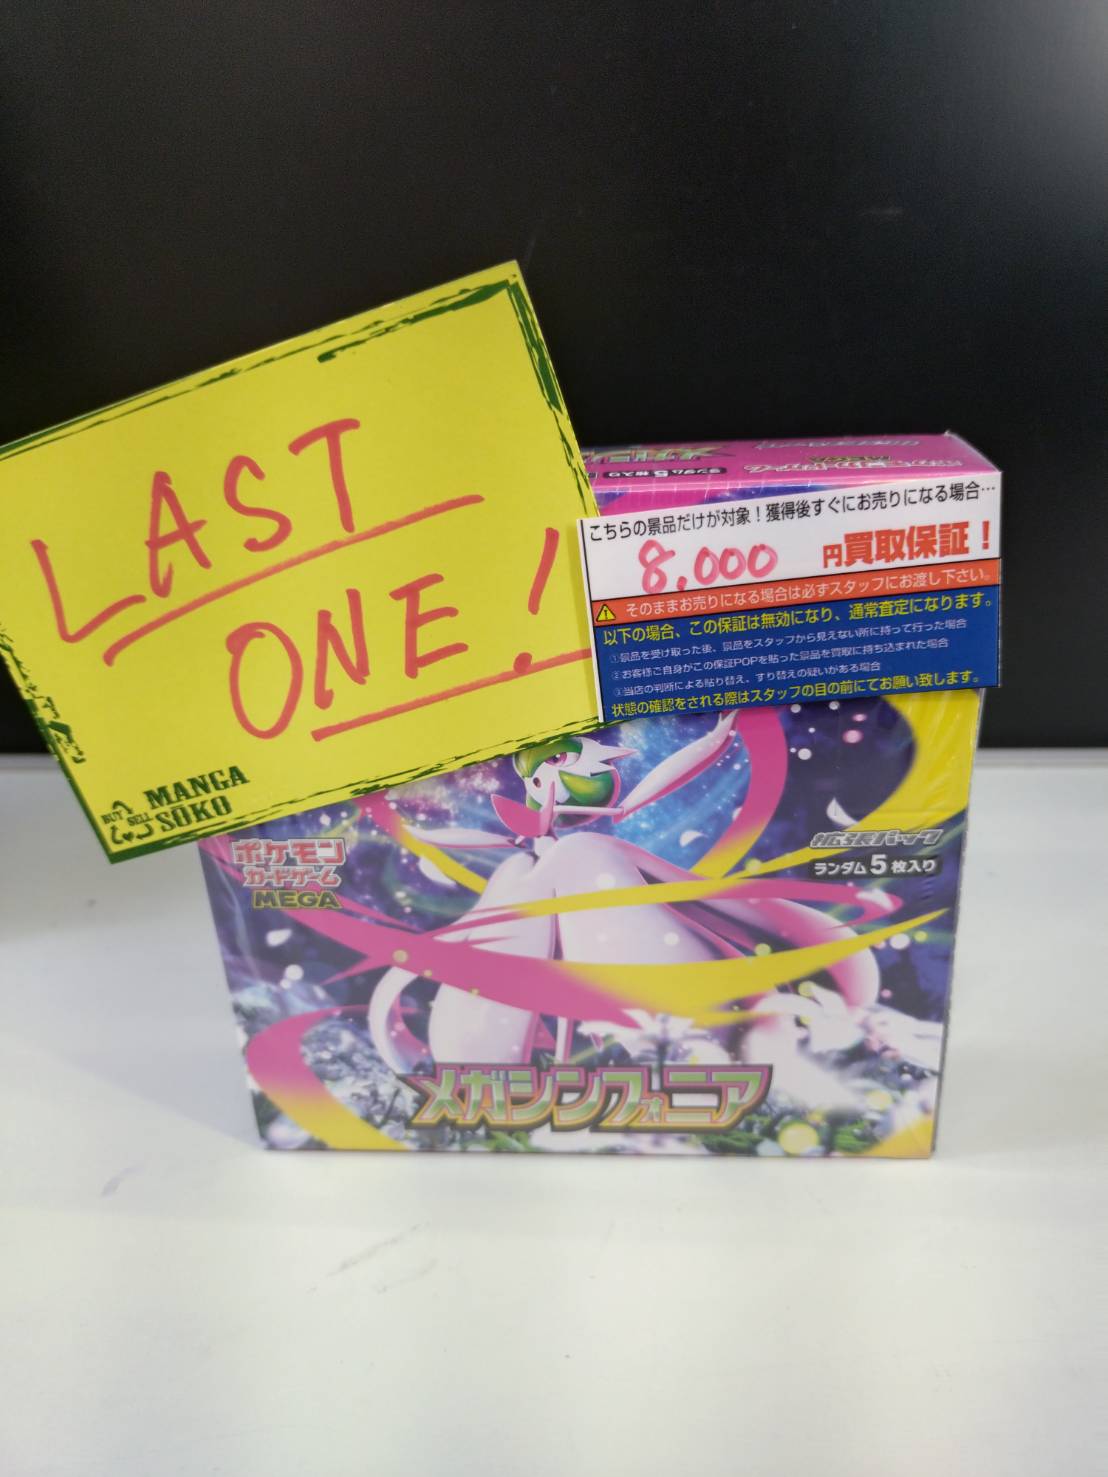 LAST
ONE!
BUY SELL
MANGA
SOKO
ランダム5枚入り
MEGA
こちらの景品だけが対象！獲得後すぐにお売りになる場合…
8,000 円買取保証！
そのままお売りになる場合は必ずスタッフにお渡し下さい。
以下の場合、この保証は無効になり、通常査定になります。
①景品を受け取った後、景品をスタッフから見えない所に持って行った場合
②お客様ご自身がこの保証POPを貼った景品を買取に持ち込まれた場合
③当店の判断による貼り替え、すり替えの疑いがある場合
状態の確認をされる際はスタッフの目の前にてお願い致します。
ポケモン
カードゲーム
MEGA
拡張パック
ランダム5枚入り
メガシンフォニア